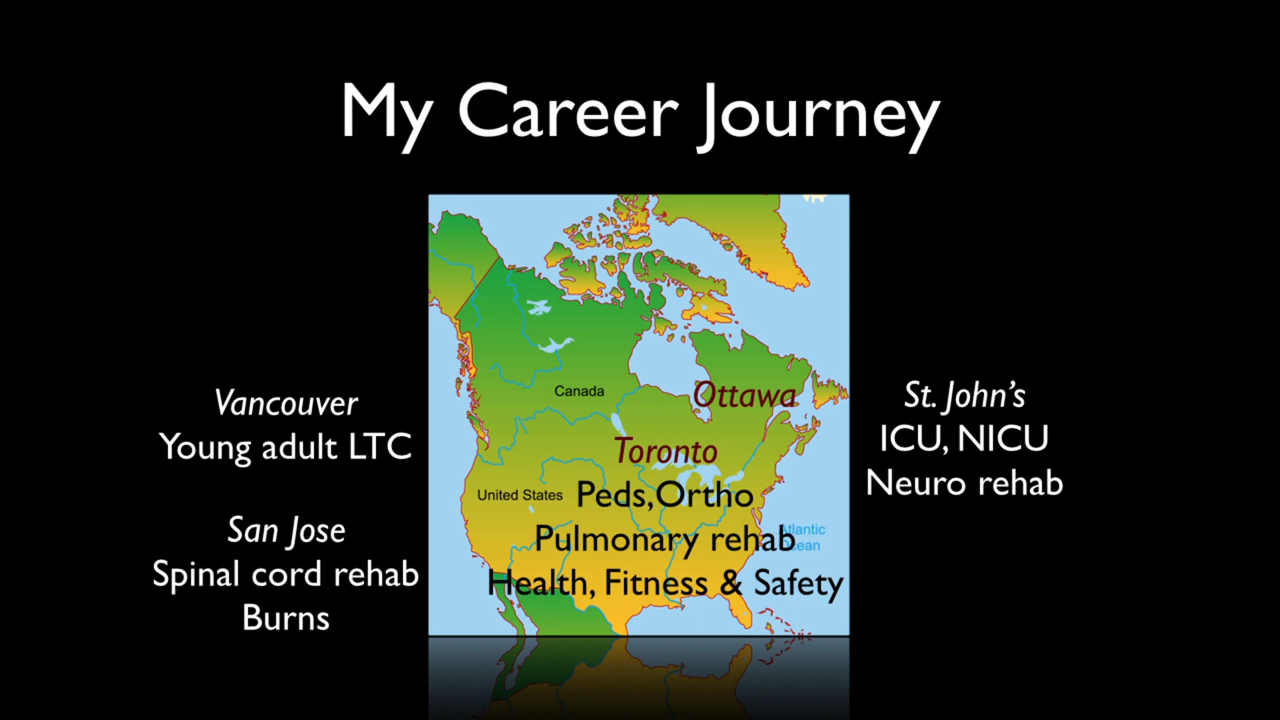 My Career Journey
Vancouver
Young adult LTC
San Jose
Spinal cord rehab
Burns
Canada
United States
Ottawa
Toronto
Peds,Ortho
Pulmonary rehab
Health, Fitness & Safety
Atlantic
Ocean
St. John's
ICU, NICU
Neuro rehab